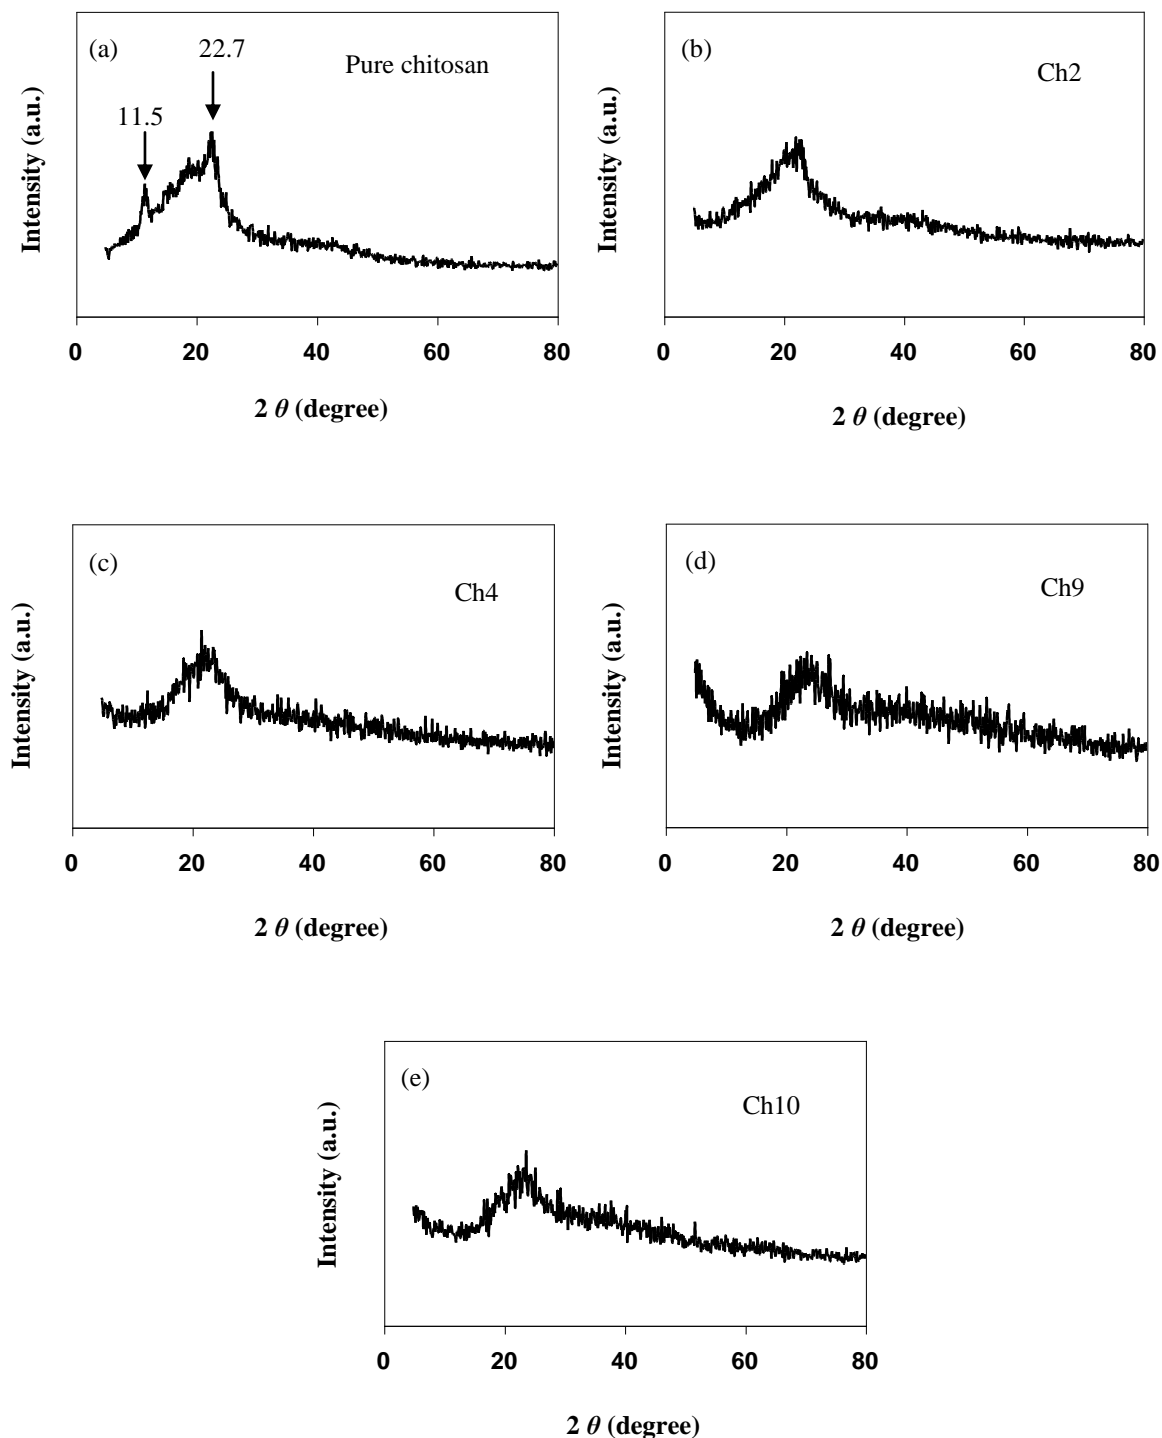 (a)
22.7
Pure chitosan
11.5
Intensity (a.u.)
0 20 40 60 80
2 θ (degree)
(b)
Ch2
Intensity (a.u.)
0 20 40 60 80
2 θ (degree)
(c)
Ch4
Intensity (a.u.)
0 20 40 60 80
2 θ (degree)
(d)
Ch9
Intensity (a.u.)
0 20 40 60 80
2 θ (degree)
(e)
Ch10
Intensity (a.u.)
0 20 40 60 80
2 θ (degree)